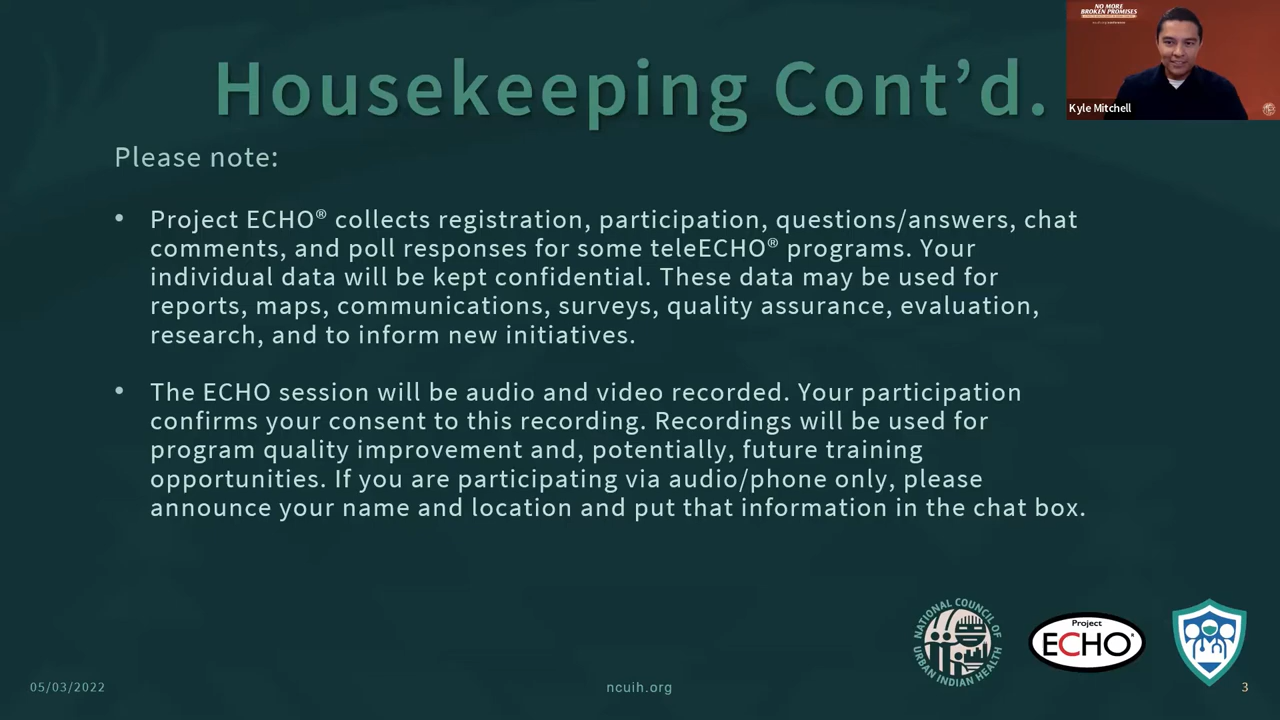 NO MORE
BROKEN PROMISES
Housekeeping Cont’d.
Kyle Mitchell
Please note:
• Project ECHO® collects registration, participation, questions/answers, chat
comments, and poll responses for some teleECHO® programs. Your
individual data will be kept confidential. These data may be used for
reports, maps, communications, surveys, quality assurance, evaluation,
research, and to inform new initiatives.
• The ECHO session will be audio and video recorded. Your participation
confirms your consent to this recording. Recordings will be used for
program quality improvement and, potentially, future training
opportunities. If you are participating via audio/phone only, please
announce your name and location and put that information in the chat box.
NATIONAL COUNCIL OF
URBAN INDIAN HEALTH
Project
ECHO®
05/03/2022
ncuih.org
3